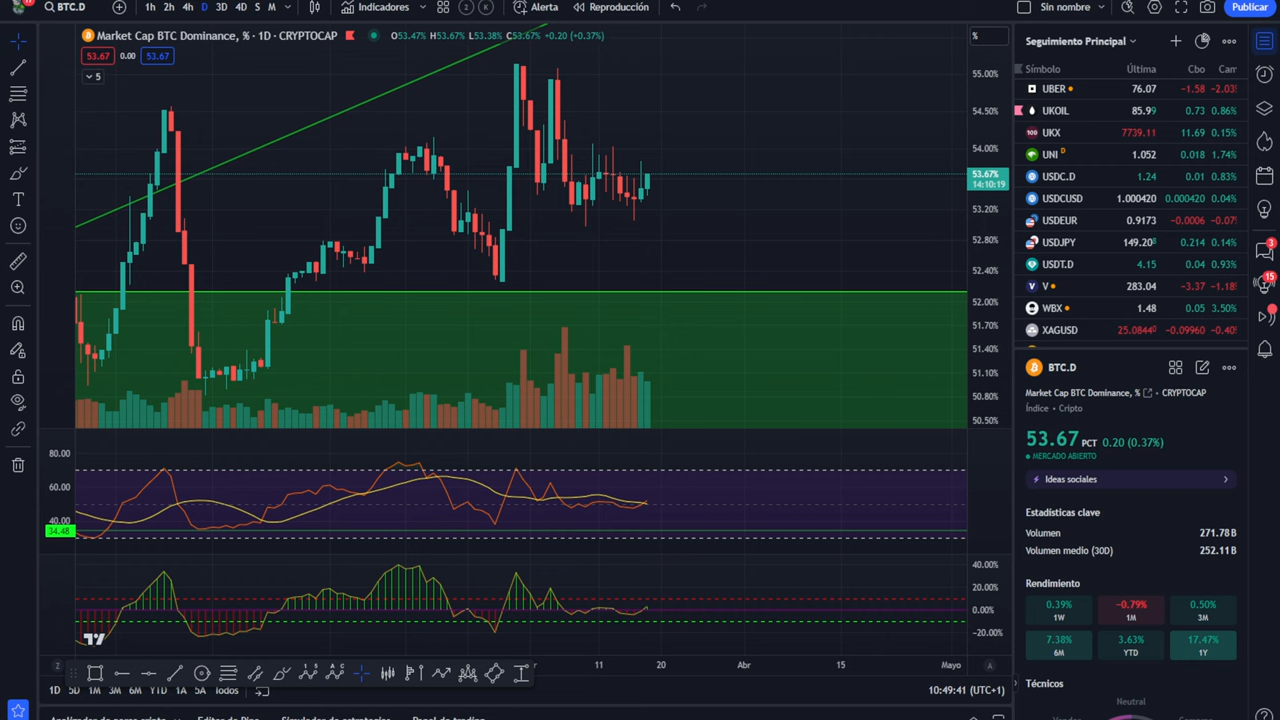 BTC.D
1h 2h 4h D 3D 4D S M
Indicadores
Alerta
Reproducción
Sin nombre
Publicar
Market Cap BTC Dominance, % · 1D · CRYPTOCAP
O53.47% H53.67% L53.38% C53.67% +0.20 (+0.37%)
53.67 0.00 53.67
5
%
55.00%
54.50%
54.00%
53.67%
14:10:19
53.20%
52.80%
52.40%
52.00%
51.70%
51.40%
51.10%
50.80%
50.50%
80.00
60.00
40.00
34.48
40.00%
20.00%
0.00%
−20.00%
11 20 Abr 15 Mayo
1D 5D 1M 3M 6M YTD 1A 5A Todos
10:49:41 (UTC+1)
Seguimiento Principal
Símbolo Última Cbo
UBER 76.07 −1.58
UKOIL 85.99 0.73 0.86%
UKX 7739.11 11.69 0.15%
UNI D 1.052 0.018 1.74%
USDC.D 1.24 0.01 0.83%
USDCUSD 1.000420 0.000420 0.04%
USDEUR 0.9173 −0.0006
USDJPY 149.208 0.214 0.14%
USDT.D 4.15 0.04 0.93%
V 283.04 −3.37
WBX 1.48 0.05 3.50%
XAGUSD 25.0844 −0.09960
BTC.D
Market Cap BTC Dominance, % · CRYPTOCAP
Índice · Cripto
53.67 PCT 0.20 (0.37%)
MERCADO ABIERTO
Ideas sociales
Estadísticas clave
Volumen 271.78 B
Volumen medio (30D) 252.11 B
Rendimiento
0.39% −0.79% 0.50%
1W 1M 3M
7.38% 3.63% 17.47%
6M YTD 1Y
Técnicos
Neutral